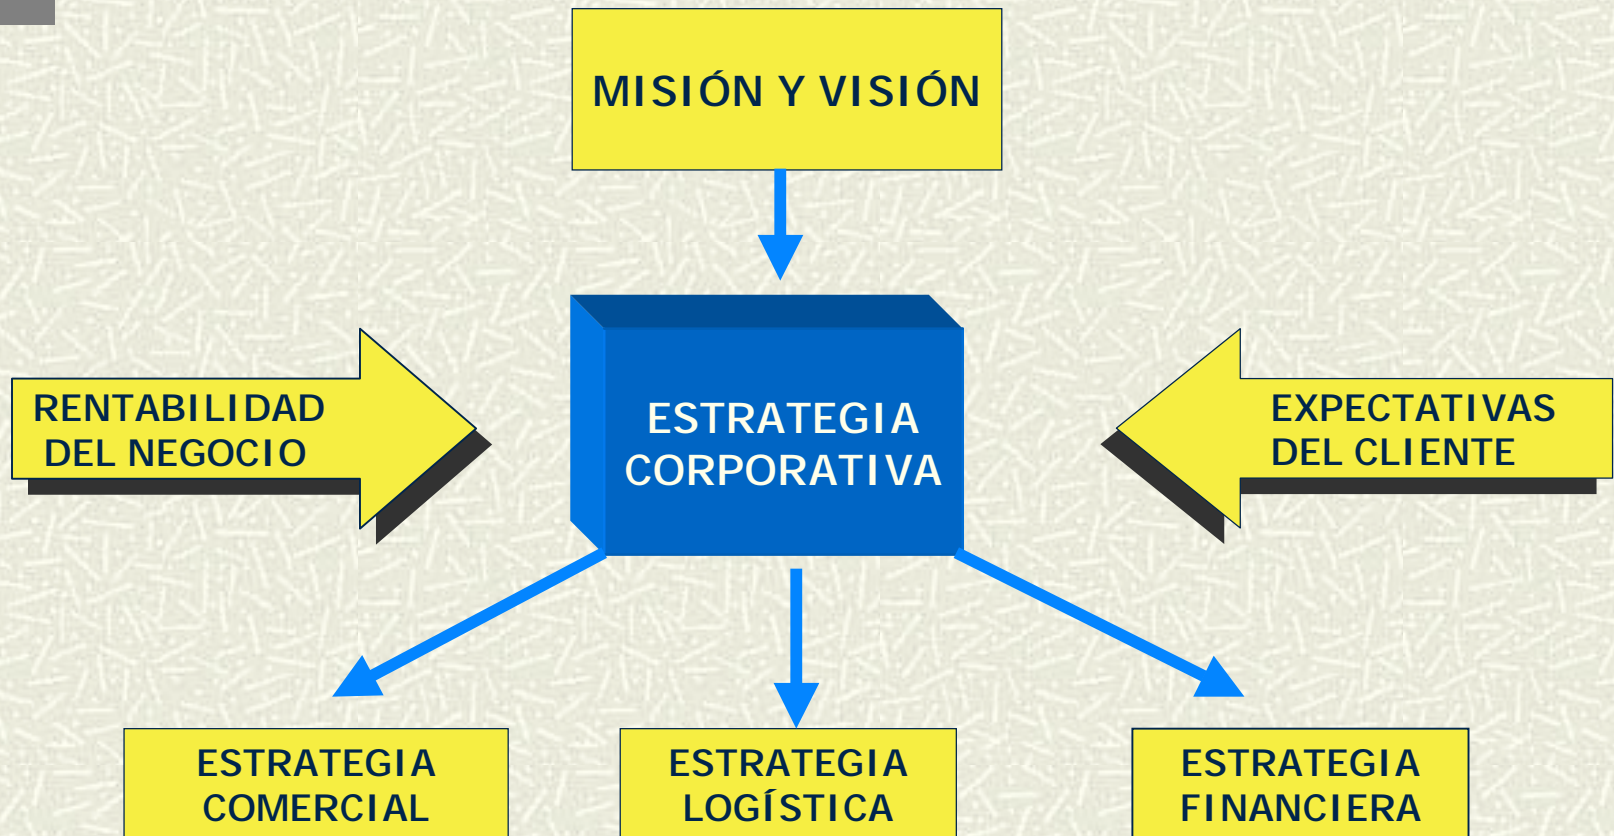 MISIÓN Y VISIÓN
RENTABILIDAD
DEL NEGOCIO
ESTRATEGIA
CORPORATIVA
EXPECTATIVAS
DEL CLIENTE
ESTRATEGIA
COMERCIAL
ESTRATEGIA
LOGÍSTICA
ESTRATEGIA
FINANCIERA